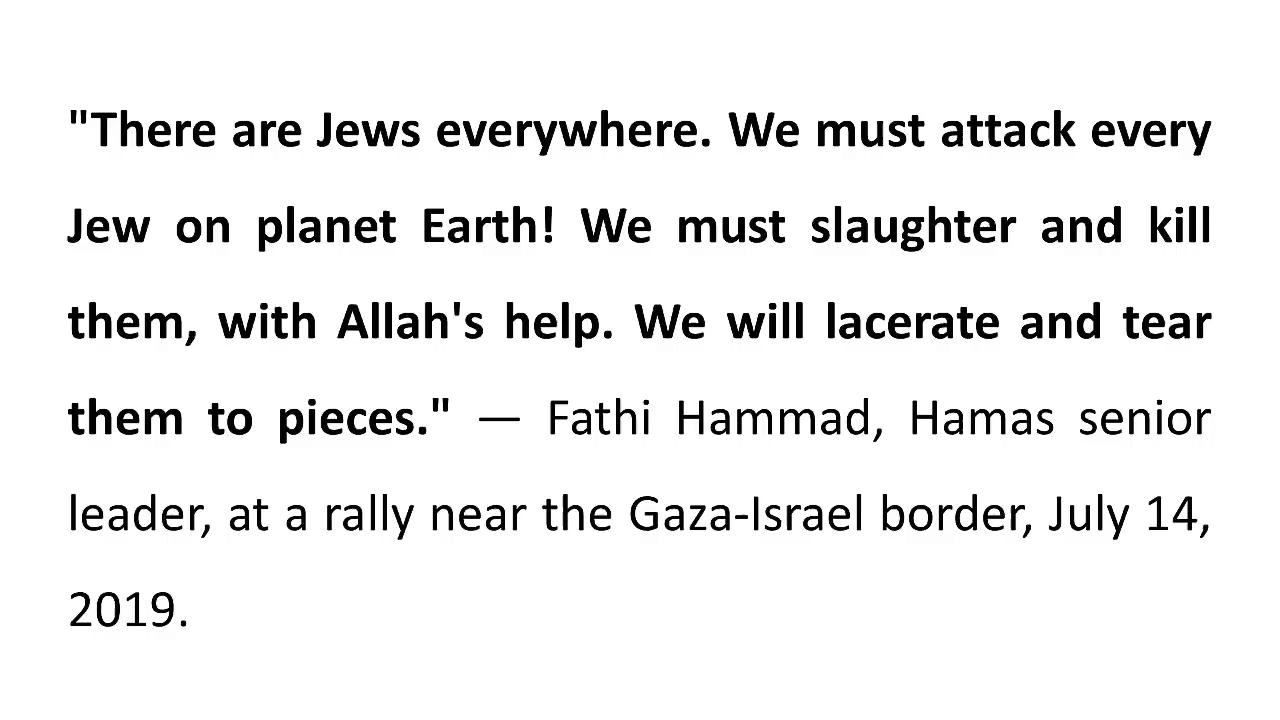 "There are Jews everywhere. We must attack every
Jew on planet Earth! We must slaughter and kill
them, with Allah's help. We will lacerate and tear
them to pieces." — Fathi Hammad, Hamas senior
leader, at a rally near the Gaza-Israel border, July 14,
2019.